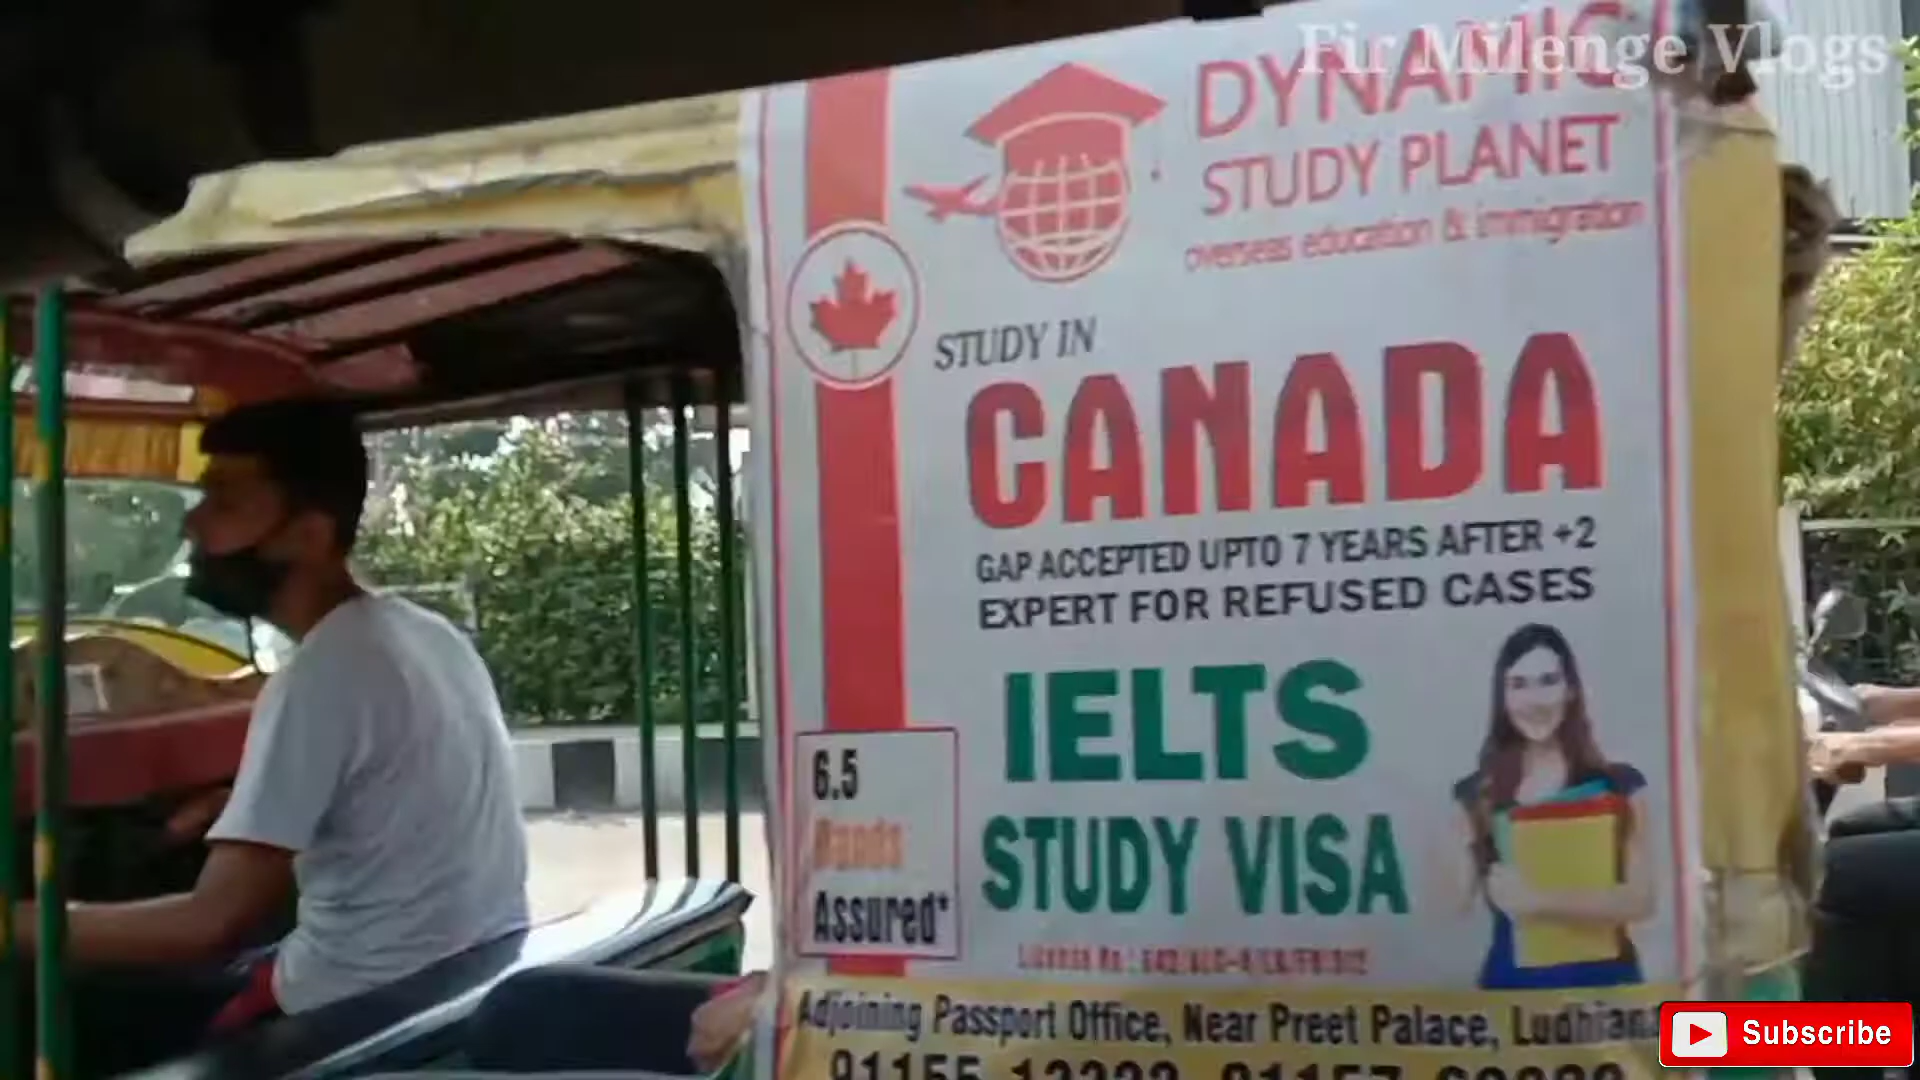 Fir Milenge Vlogs
DYNAMIC
STUDY PLANET
overseas education & immigration
STUDY IN
CANADA
GAP ACCEPTED UPTO 7 YEARS AFTER +2
EXPERT FOR REFUSED CASES
IELTS
STUDY VISA
6.5
Bands
Assured*
Adjoining Passport Office, Near Preet Palace, Ludhiana
Subscribe